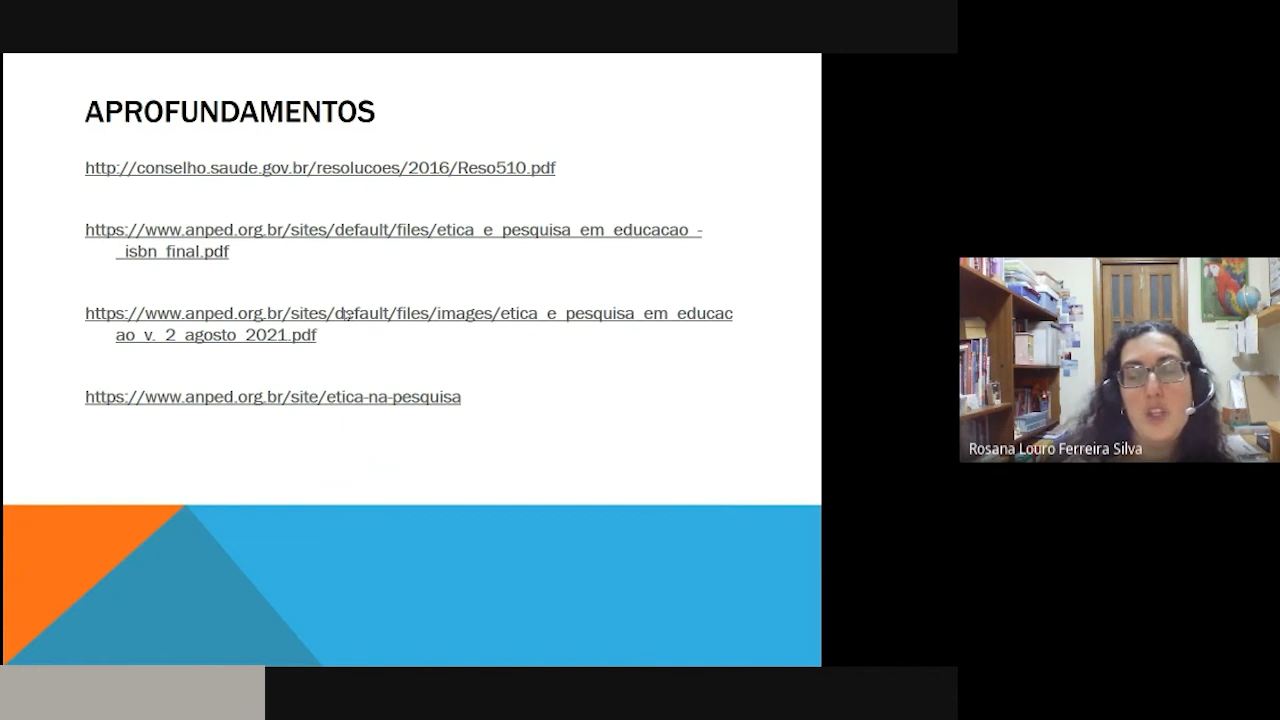 APROFUNDAMENTOS
http://conselho.saude.gov.br/resolucoes/2016/Reso510.pdf
https://www.anped.org.br/sites/default/files/etica_e_pesquisa_em_educacao_-
_isbn_final.pdf
https://www.anped.org.br/sites/default/files/images/etica_e_pesquisa_em_educac
ao_v._2_agosto_2021.pdf
https://www.anped.org.br/site/etica-na-pesquisa
Rosana Louro Ferreira Silva